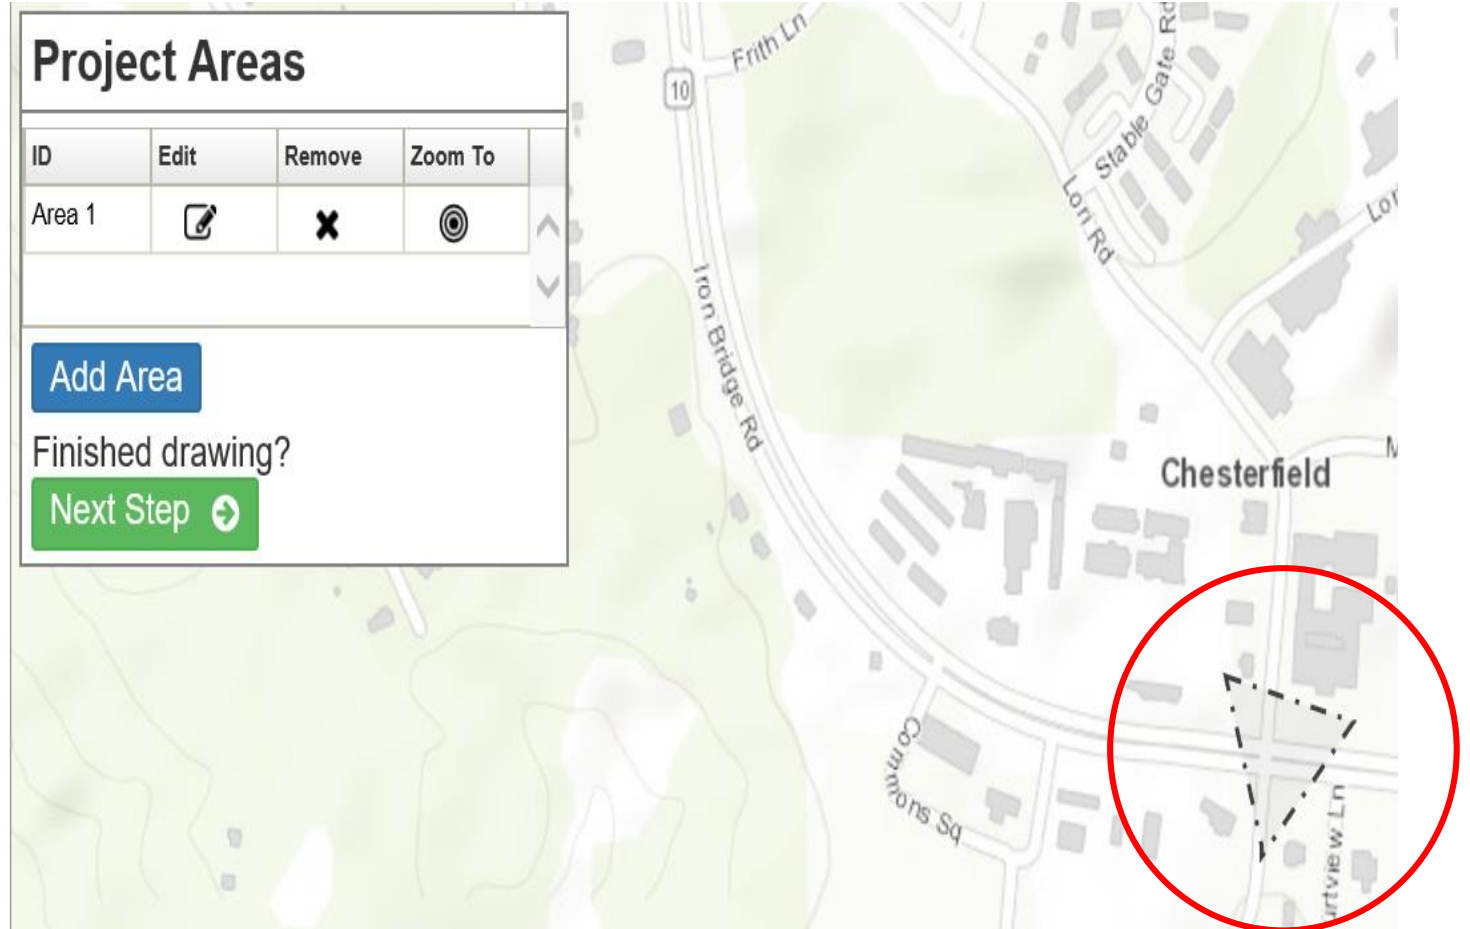 Project Areas
ID Edit Remove Zoom To
Area 1
Add Area
Finished drawing?
Next Step
10
Frith Ln
Stable Gate Rd
Lori Rd
Iron Bridge Rd
Chesterfield
Commons Sq